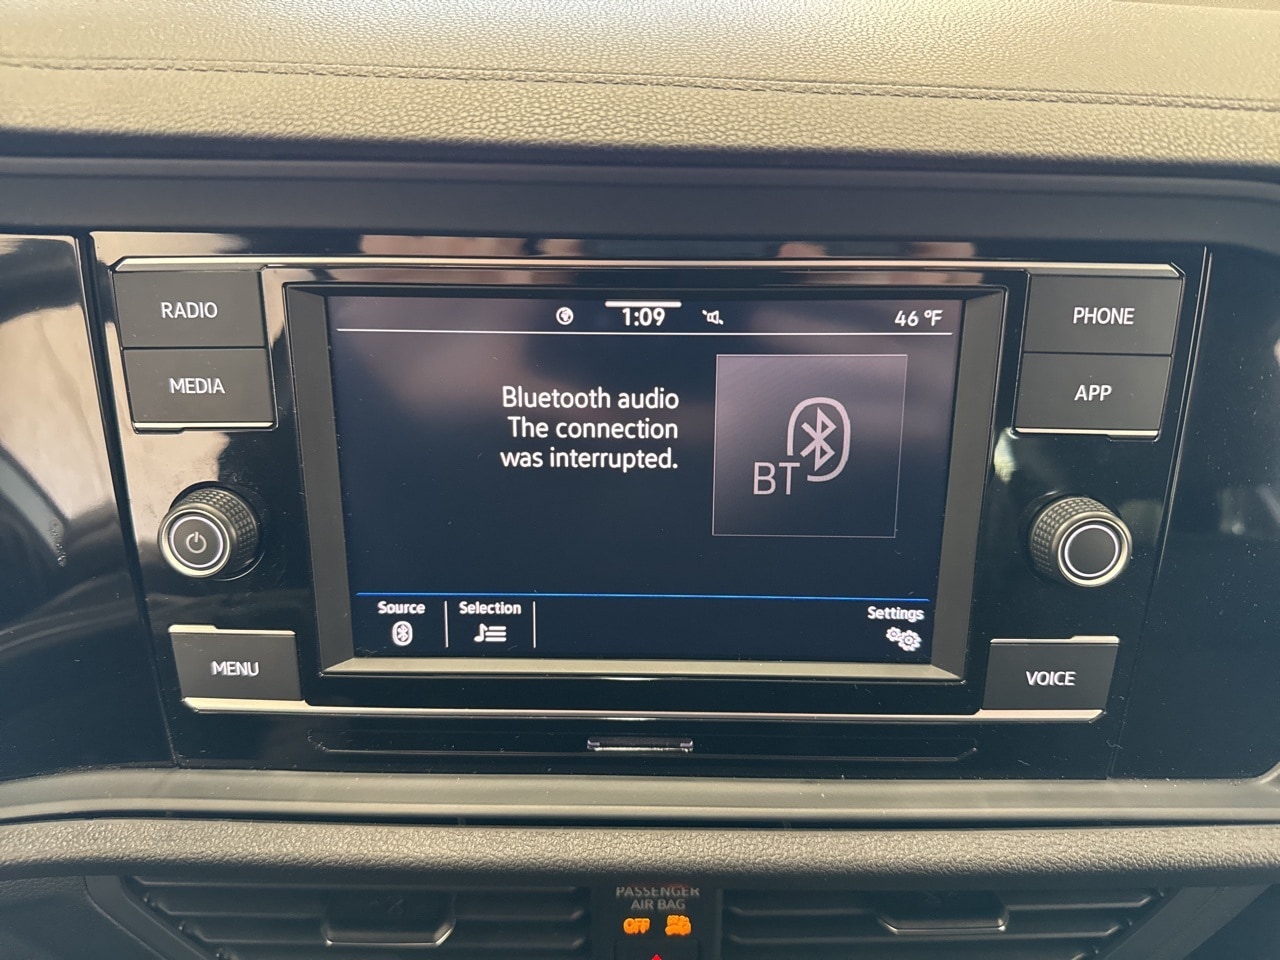 RADIO
MEDIA
MENU
1:09
46 °F
Bluetooth audio
The connection
was interrupted.
BT
Source
Selection
Settings
PHONE
APP
VOICE
PASSENGER
AIR BAG
OFF